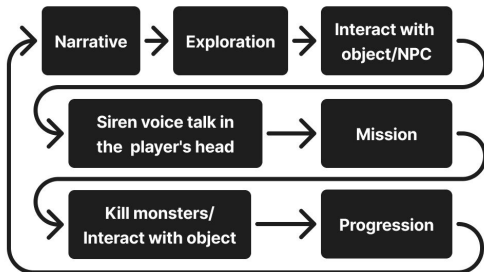 Narrative
Exploration
Interact with
object/NPC
Siren voice talk in
the player's head
Mission
Kill monsters/
Interact with object
Progression